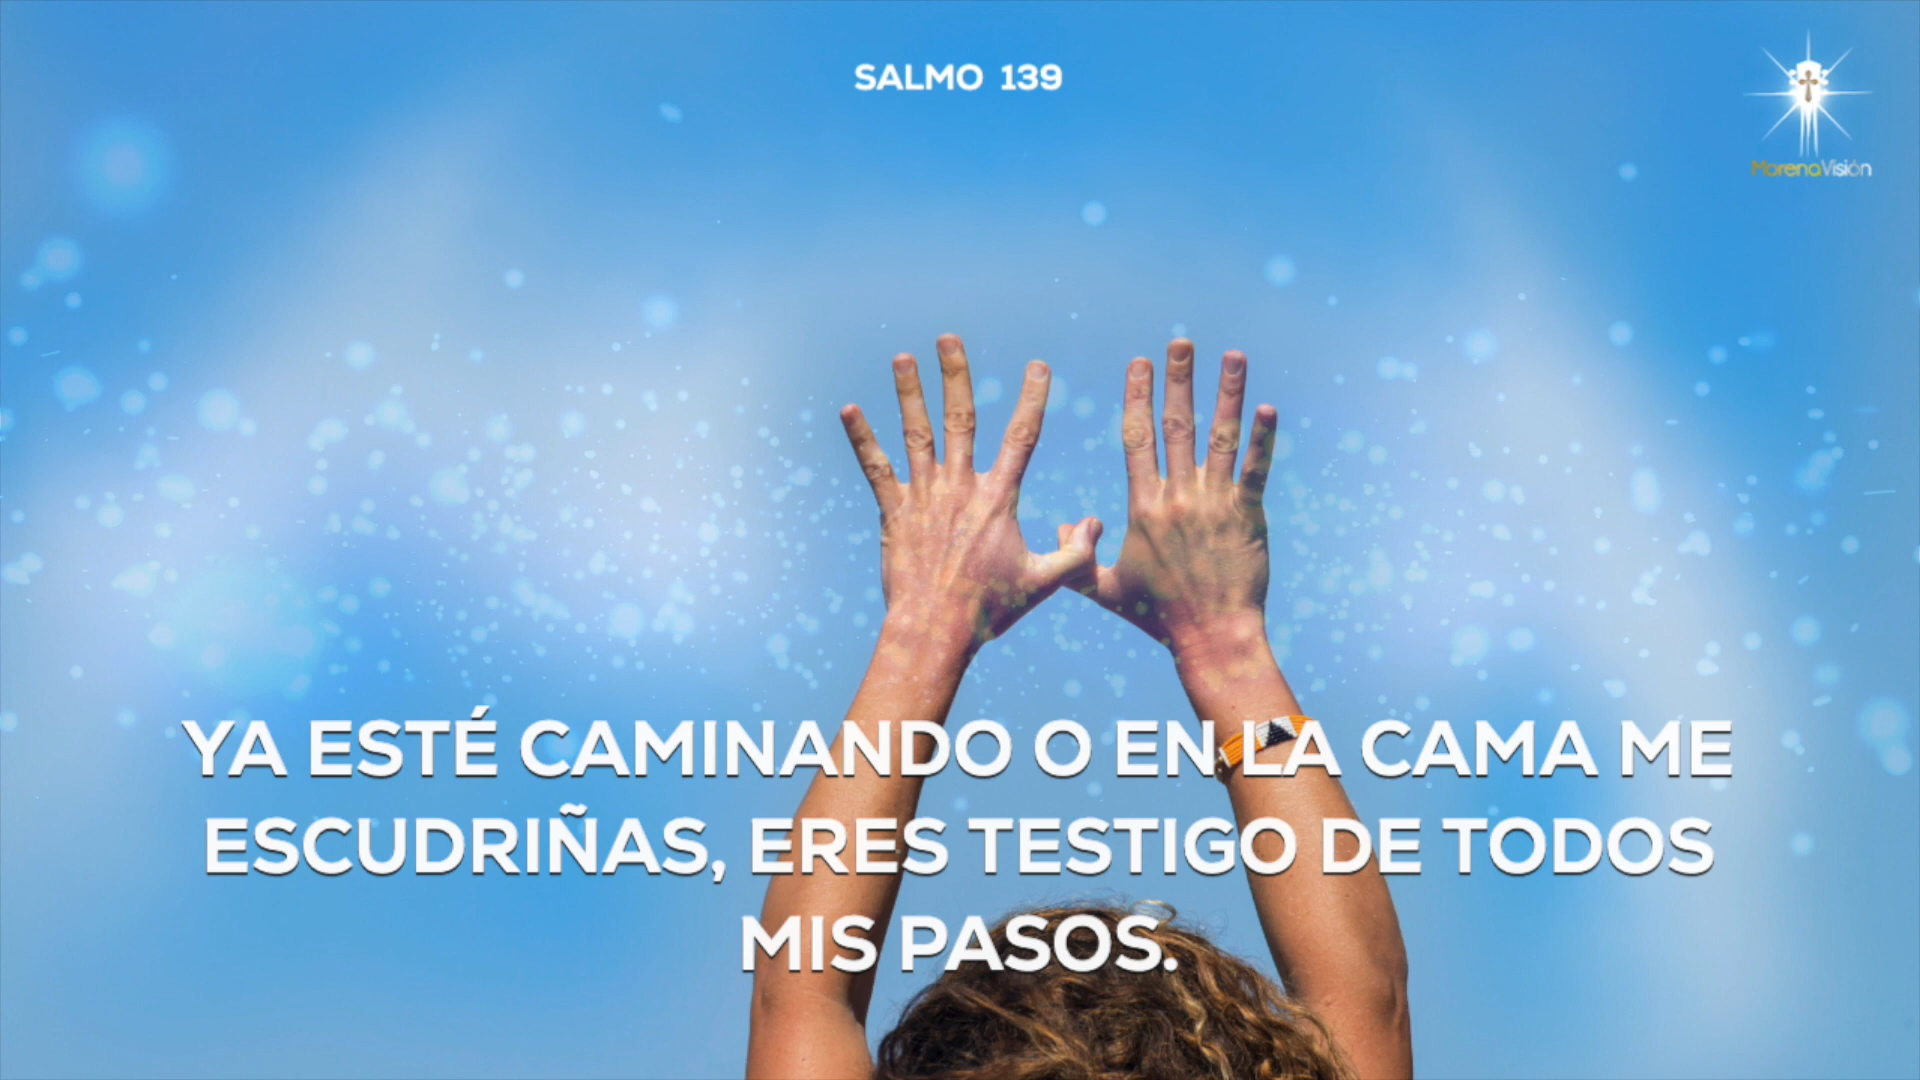 SALMO 139
MorenaVisión
YA ESTÉ CAMINANDO O EN LA CAMA ME
ESCUDRIÑAS, ERES TESTIGO DE TODOS
MIS PASOS.